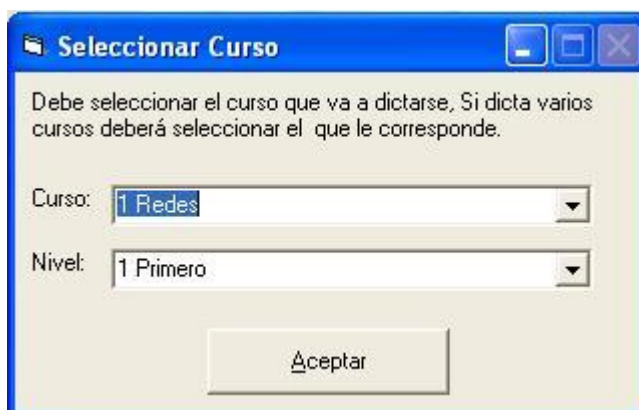 Seleccionar Curso
Debe seleccionar el curso que va a dictarse, Si dicta varios
cursos deberá seleccionar el  que le corresponde.
Curso: 1 Redes
Nivel: 1 Primero
Aceptar